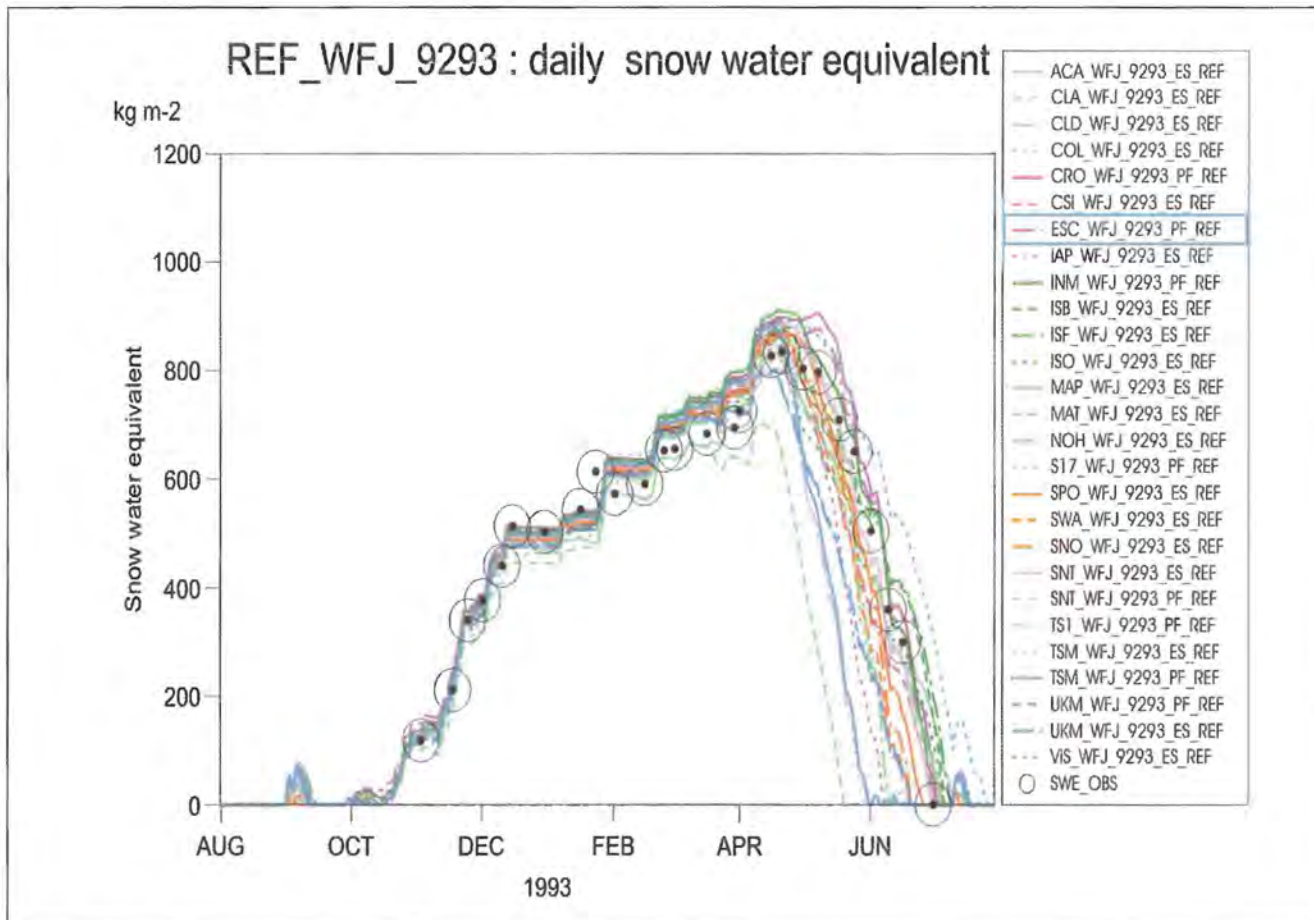 REF_WFJ_9293 : daily snow water equivalent
kg m-2
1200
1000
800
600
400
200
0
Snow water equivalent
AUG
OCT
DEC
FEB
APR
JUN
1993
ACA_WFJ_9293_ES_REF
CLA_WFJ_9293_ES_REF
CLD_WFJ_9293_ES_REF
COL_WFJ_9293_ES_REF
CRO_WFJ_9293_PF_REF
CSI_WFJ_9293_ES_REF
ESC_WFJ_9293_PF_REF
IAP_WFJ_9293_ES_REF
INM_WFJ_9293_PF_REF
ISB_WFJ_9293_ES_REF
ISF_WFJ_9293_ES_REF
ISO_WFJ_9293_ES_REF
MAP_WFJ_9293_ES_REF
MAT_WFJ_9293_ES_REF
NOH_WFJ_9293_ES_REF
S17_WFJ_9293_PF_REF
SPO_WFJ_9293_ES_REF
SWA_WFJ_9293_ES_REF
SNO_WFJ_9293_ES_REF
SNT_WFJ_9293_ES_REF
SNT_WFJ_9293_PF_REF
TS1_WFJ_9293_PF_REF
TSM_WFJ_9293_ES_REF
TSM_WFJ_9293_PF_REF
UKM_WFJ_9293_PF_REF
UKM_WFJ_9293_ES_REF
VIS_WFJ_9293_ES_REF
SWE_OBS